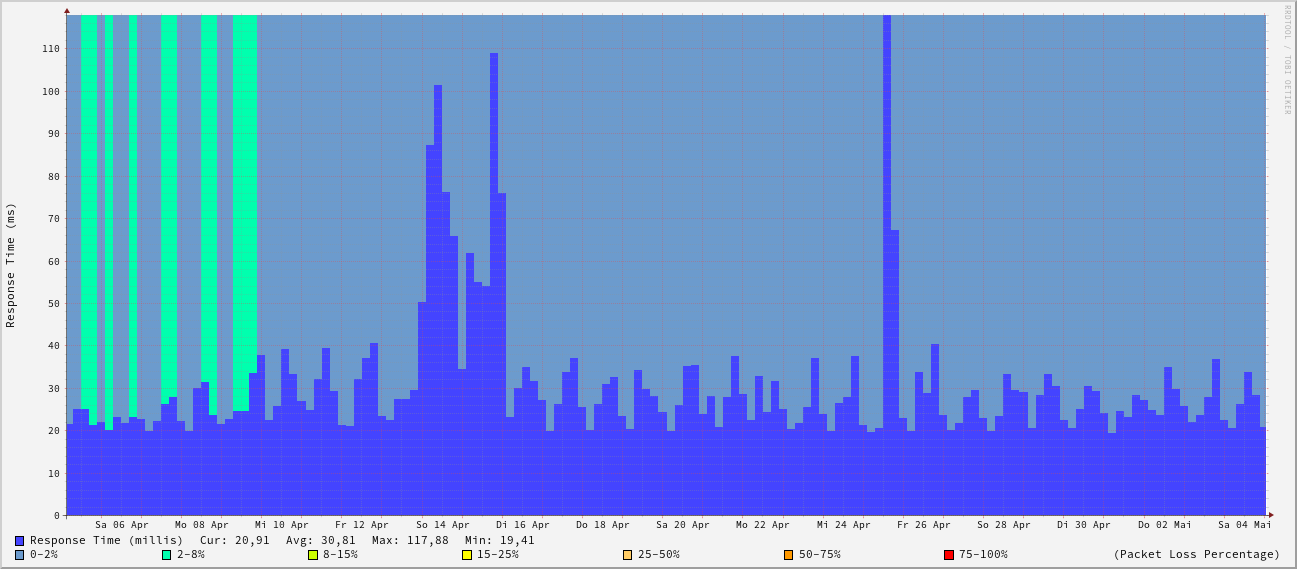 RRDTOOL / TOBI OETIKER
Response Time (ms)
110
100
90
80
70
60
50
40
30
20
10
0
Sa 06 Apr Mo 08 Apr Mi 10 Apr Fr 12 Apr So 14 Apr Di 16 Apr Do 18 Apr Sa 20 Apr Mo 22 Apr Mi 24 Apr Fr 26 Apr So 28 Apr Di 30 Apr Do 02 Mai Sa 04 Mai
Response Time (millis) Cur: 20,91 Avg: 30,81 Max: 117,88 Min: 19,41
0-2% 2-8% 8-15% 15-25% 25-50% 50-75% 75-100% (Packet Loss Percentage)